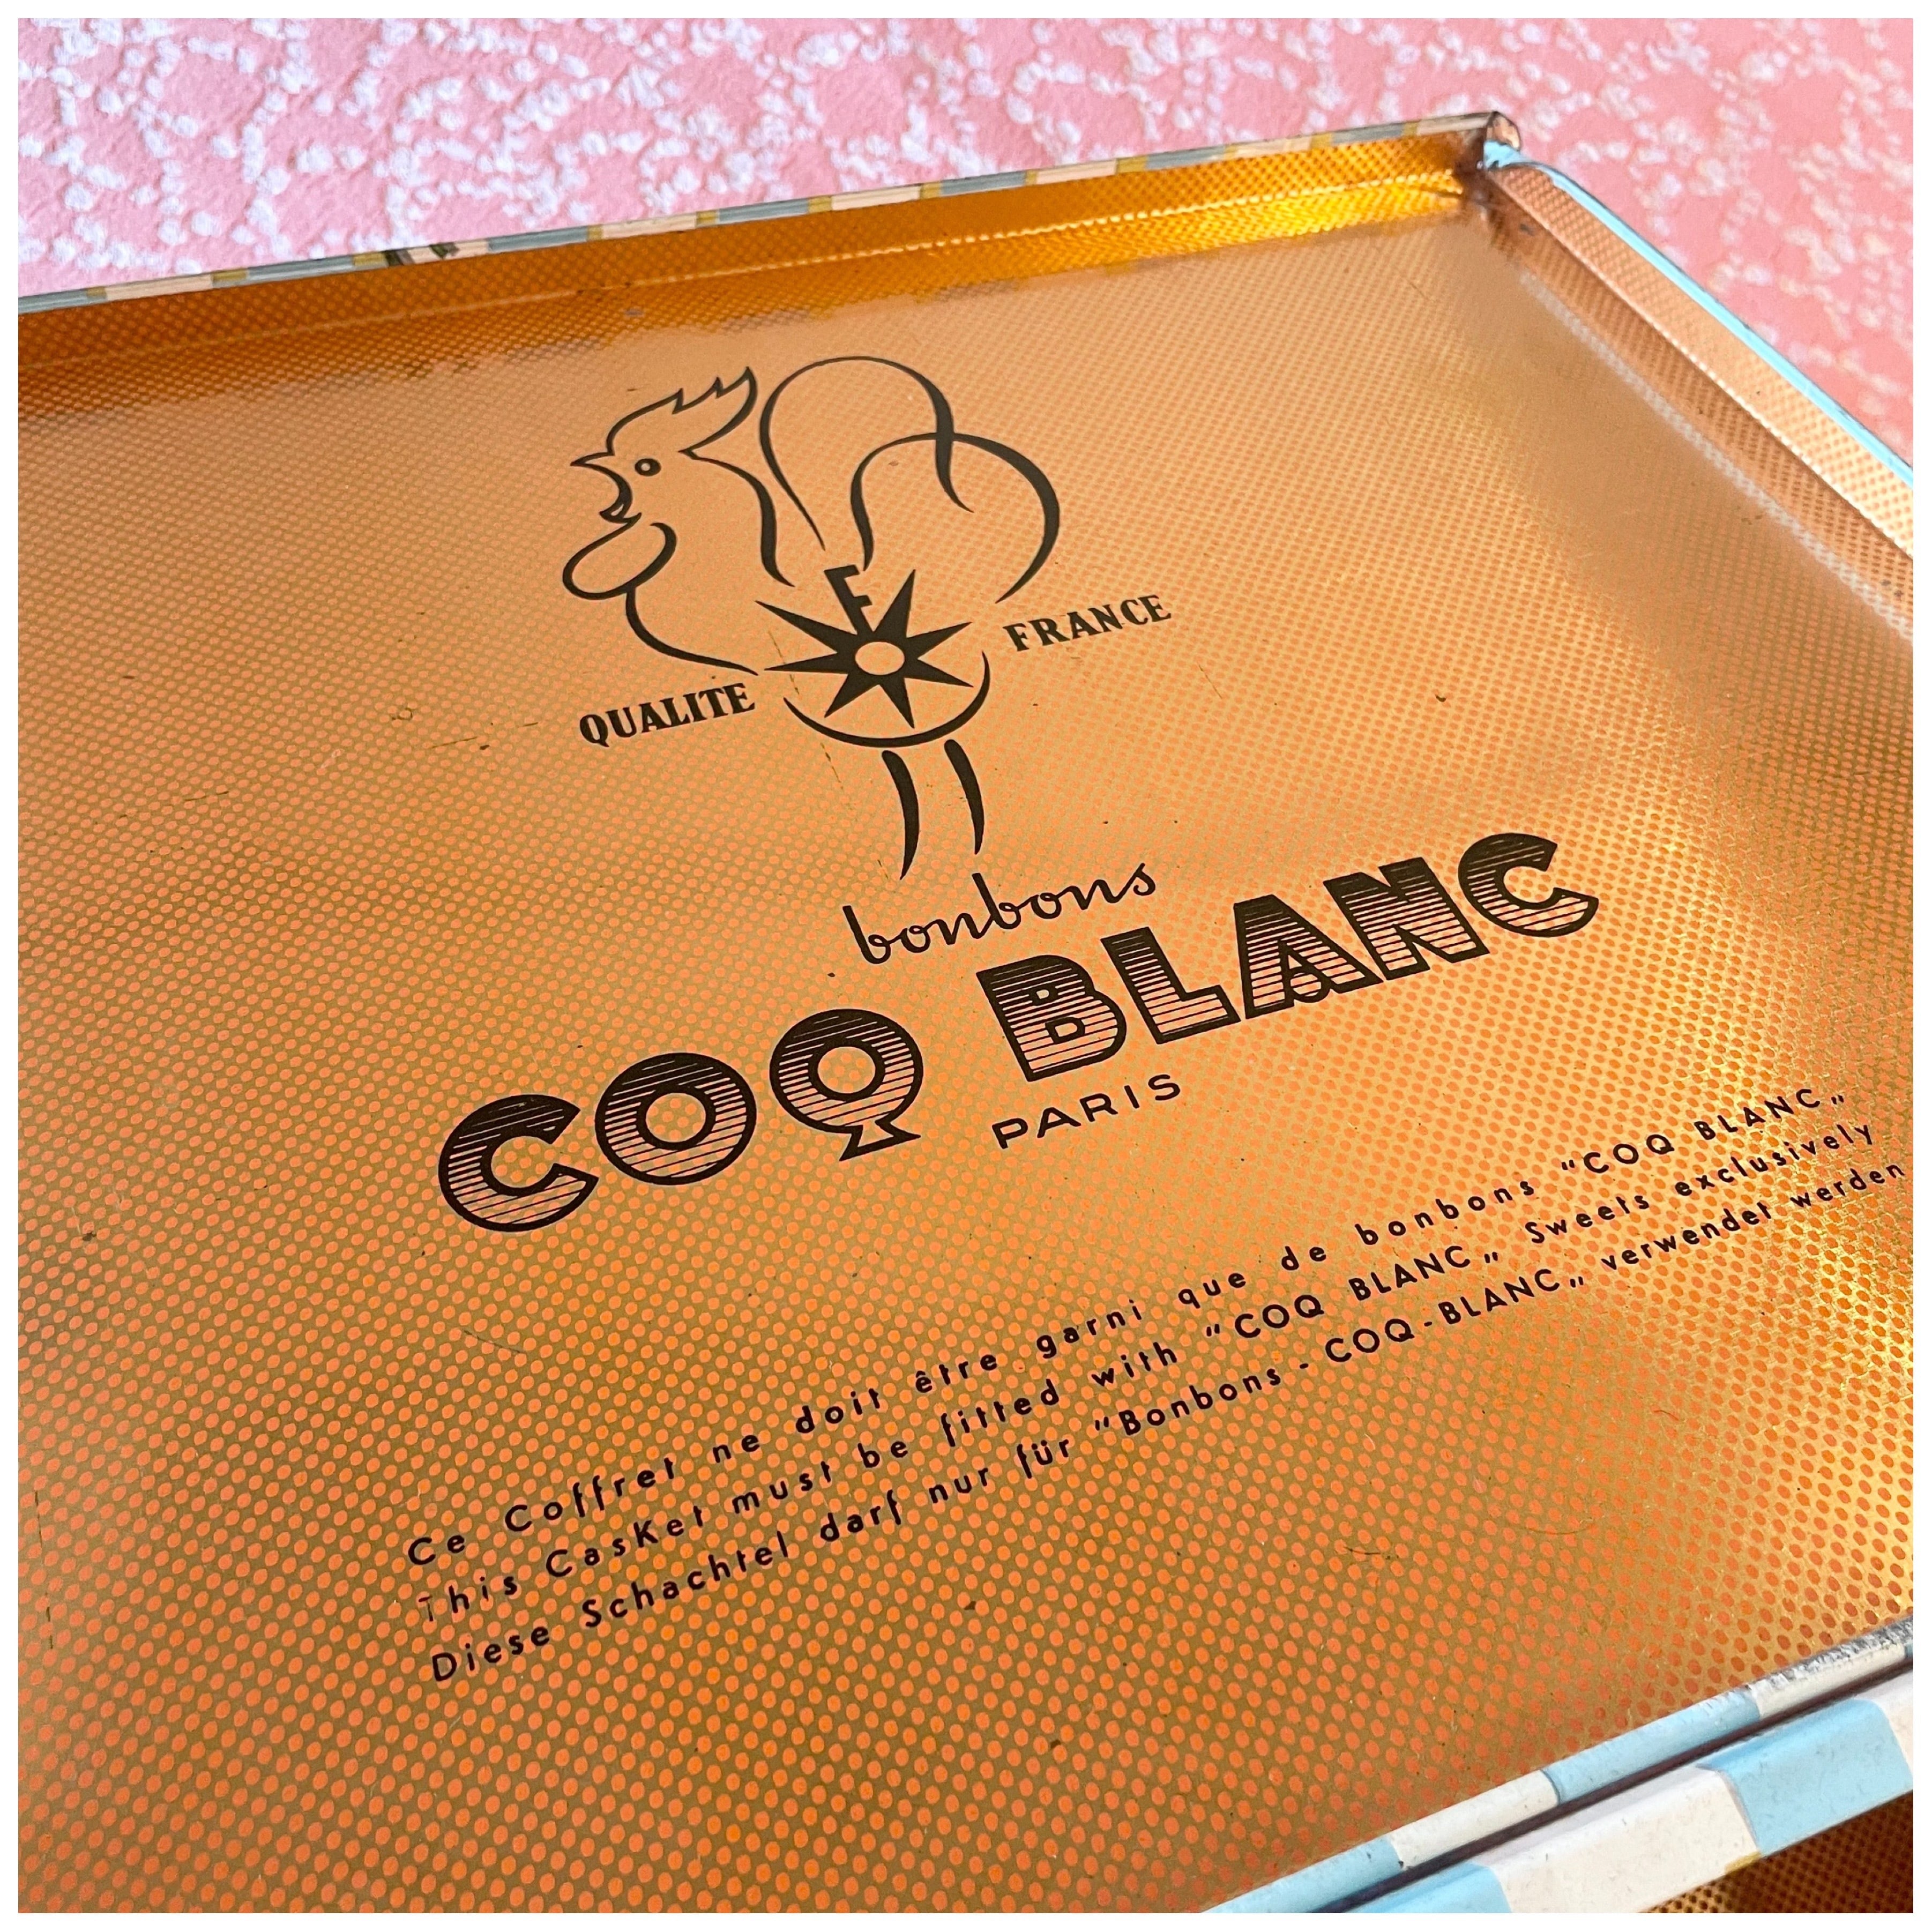 F
QUALITE FRANCE
bonbons
COQ BLANC
PARIS
Ce Coffret ne doit être garni que de bonbons "COQ BLANC„
This CasKet must be fitted with "COQ BLANC„ Sweets exclusively
Diese Schachtel darf nur für "Bonbons - COQ-BLANC„ verwendet werden